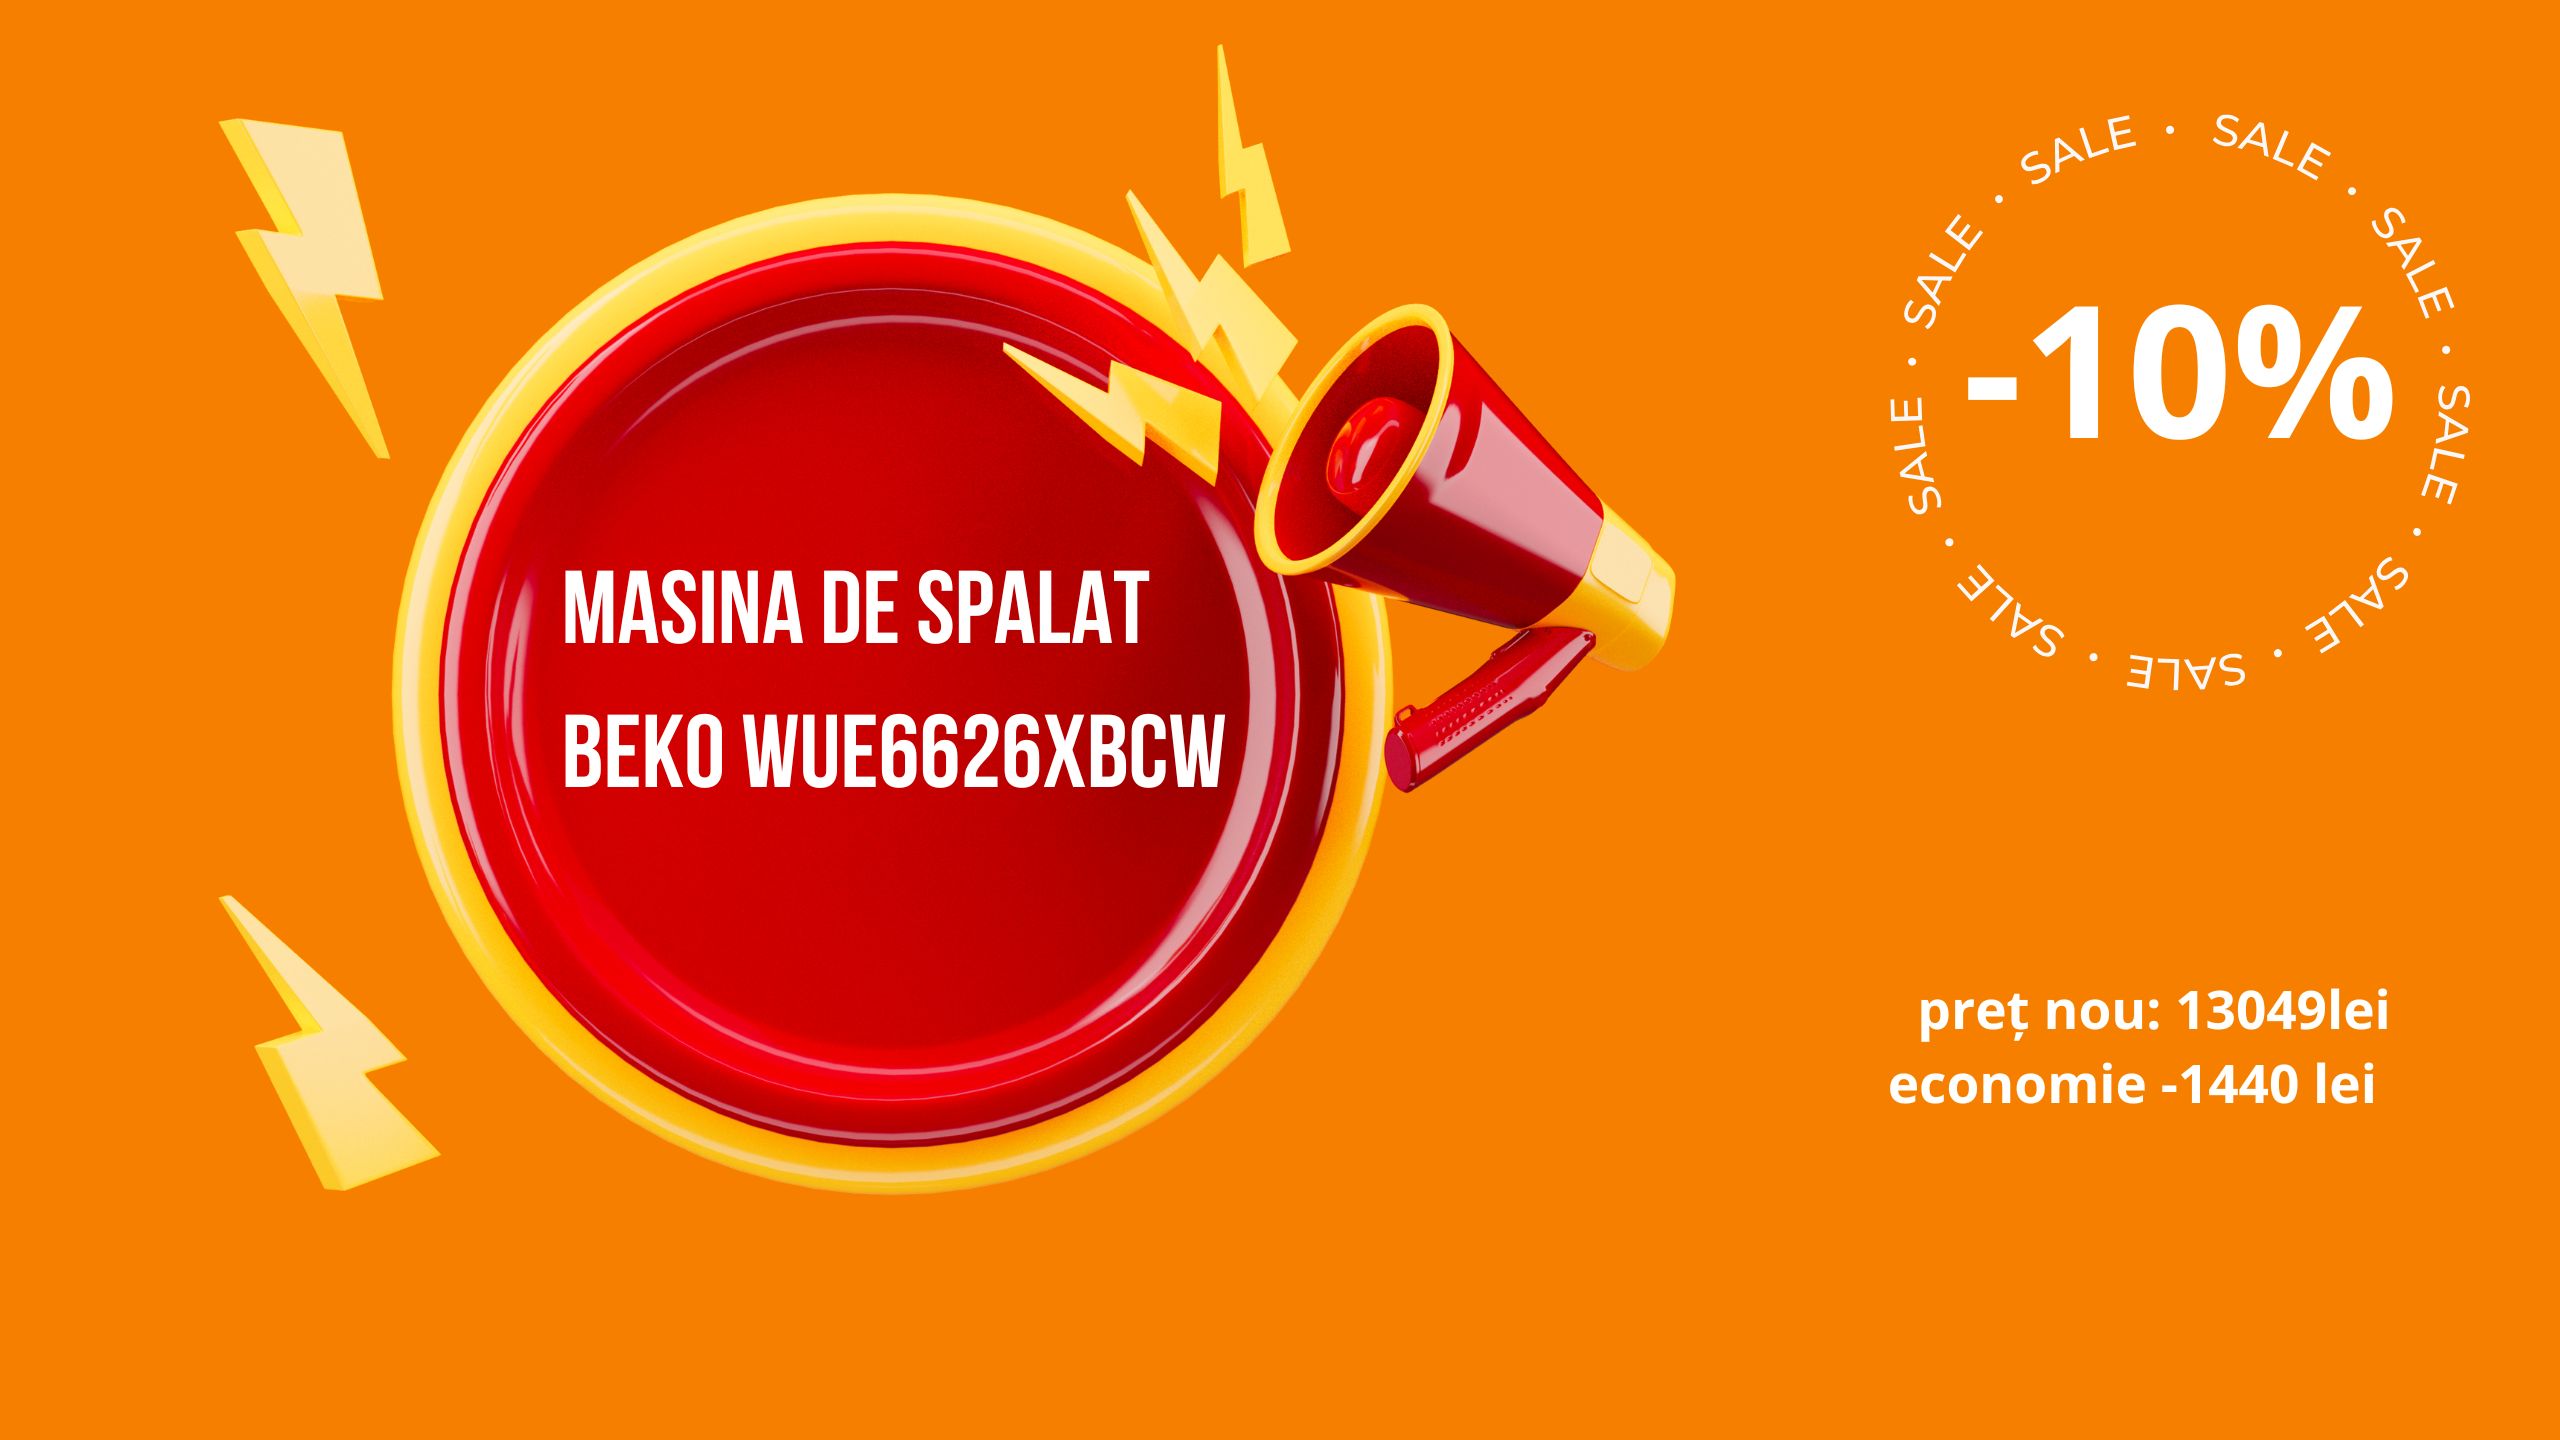 MASINA DE SPALAT
BEKO WUE6626XBCW
SALE • SALE • SALE • SALE • SALE • SALE • SALE • SALE • SALE •
-10%
preț nou: 13049lei
economie -1440 lei